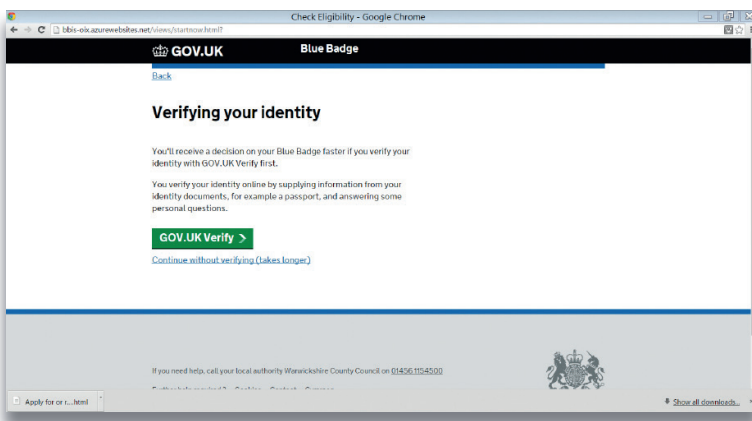 Check Eligibility - Google Chrome
bbis-oix.azurewebsites.net/views/startnow.html?
GOV.UK Blue Badge
Back
Verifying your identity
You'll receive a decision on your Blue Badge faster if you verify your
identity with GOV.UK Verify first.
You verify your identity online by supplying information from your
identity documents, for example a passport, and answering some
personal questions.
GOV.UK Verify >
Continue without verifying (takes longer)
If you need help, call your local authority Warwickshire County Council on 01456 1154500
Apply for or r....html
Show all downloads...